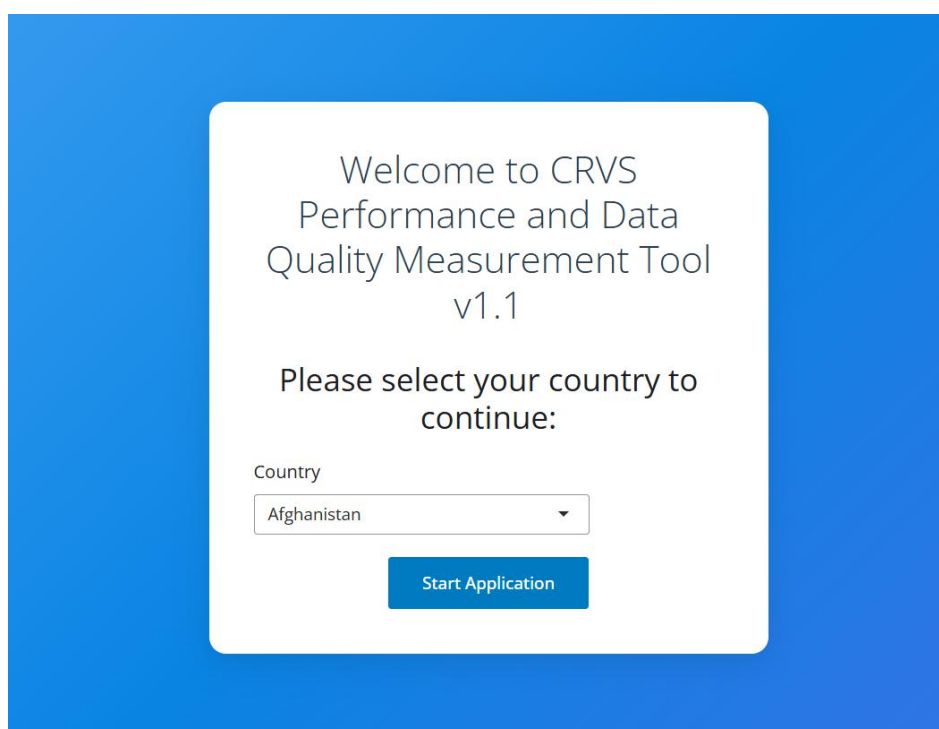 Welcome to CRVS
Performance and Data
Quality Measurement Tool
v1.1
Please select your country to
continue:
Country
Afghanistan
Start Application